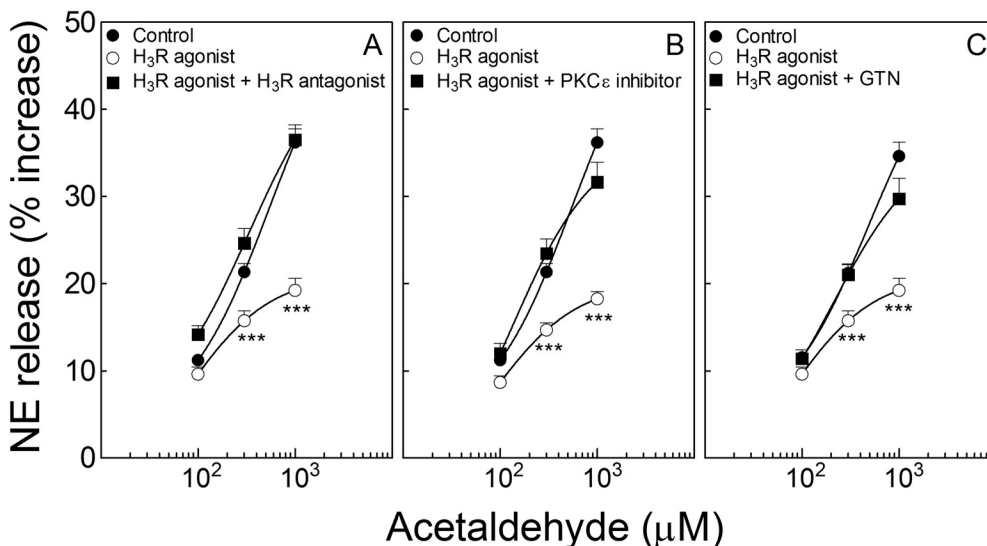 NE release (% increase)
50
40
30
20
10
0
A
Control
H₃R agonist
H₃R agonist + H₃R antagonist
***
***
10²
10³
B
Control
H₃R agonist
H₃R agonist + PKCε inhibitor
***
***
10²
10³
C
Control
H₃R agonist
H₃R agonist + GTN
***
***
10²
10³
Acetaldehyde (μM)